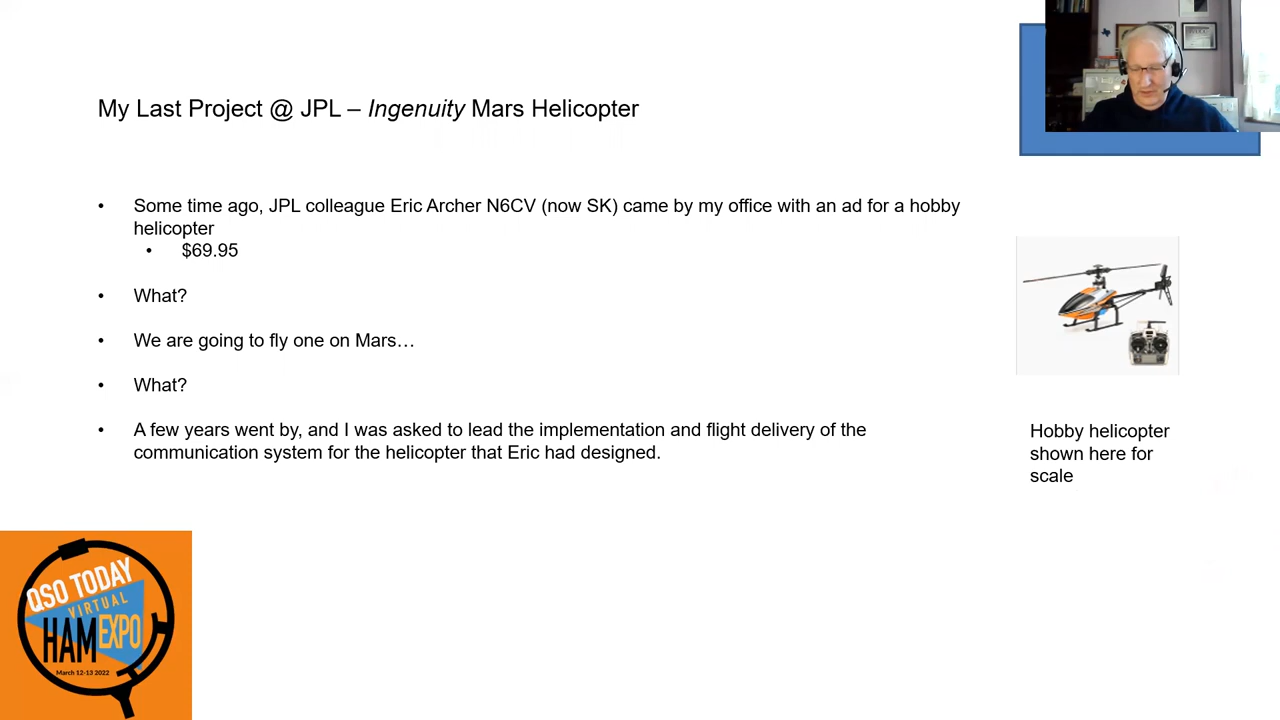 My Last Project @ JPL – Ingenuity Mars Helicopter
• Some time ago, JPL colleague Eric Archer N6CV (now SK) came by my office with an ad for a hobby
helicopter
• $69.95
• What?
• We are going to fly one on Mars…
• What?
• A few years went by, and I was asked to lead the implementation and flight delivery of the
communication system for the helicopter that Eric had designed.
Hobby helicopter
shown here for
scale
QSO TODAY
VIRTUAL
HAM EXPO
March 12-13 2022